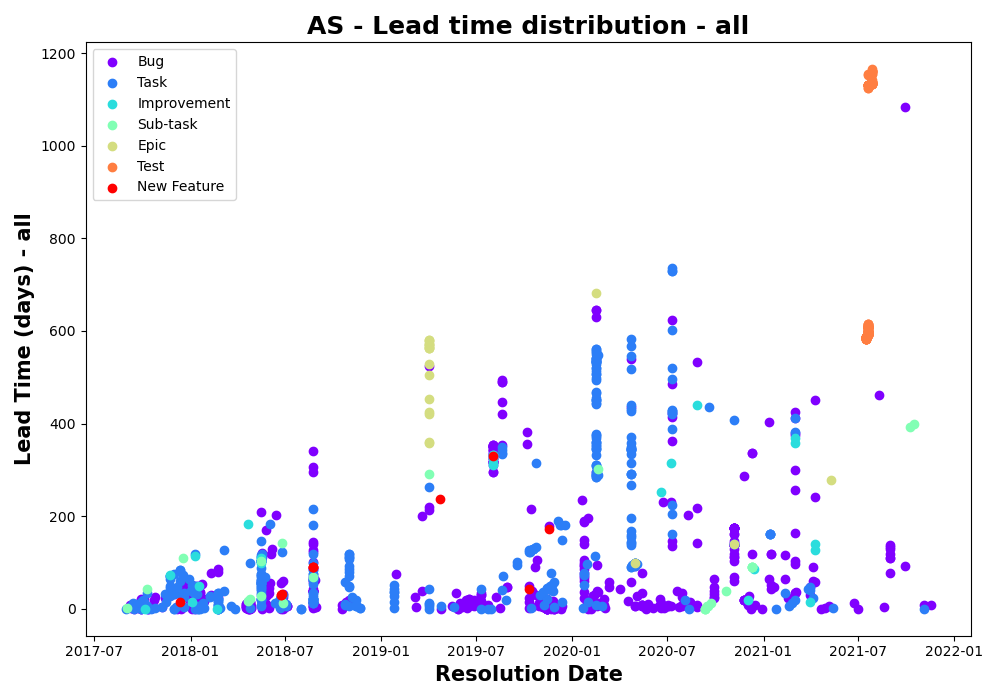 AS - Lead time distribution - all
Lead Time (days) - all
1200
1000
800
600
400
200
0
Bug
Task
Improvement
Sub-task
Epic
Test
New Feature
2017-07 2018-01 2018-07 2019-01 2019-07 2020-01 2020-07 2021-01 2021-07 2022-01
Resolution Date